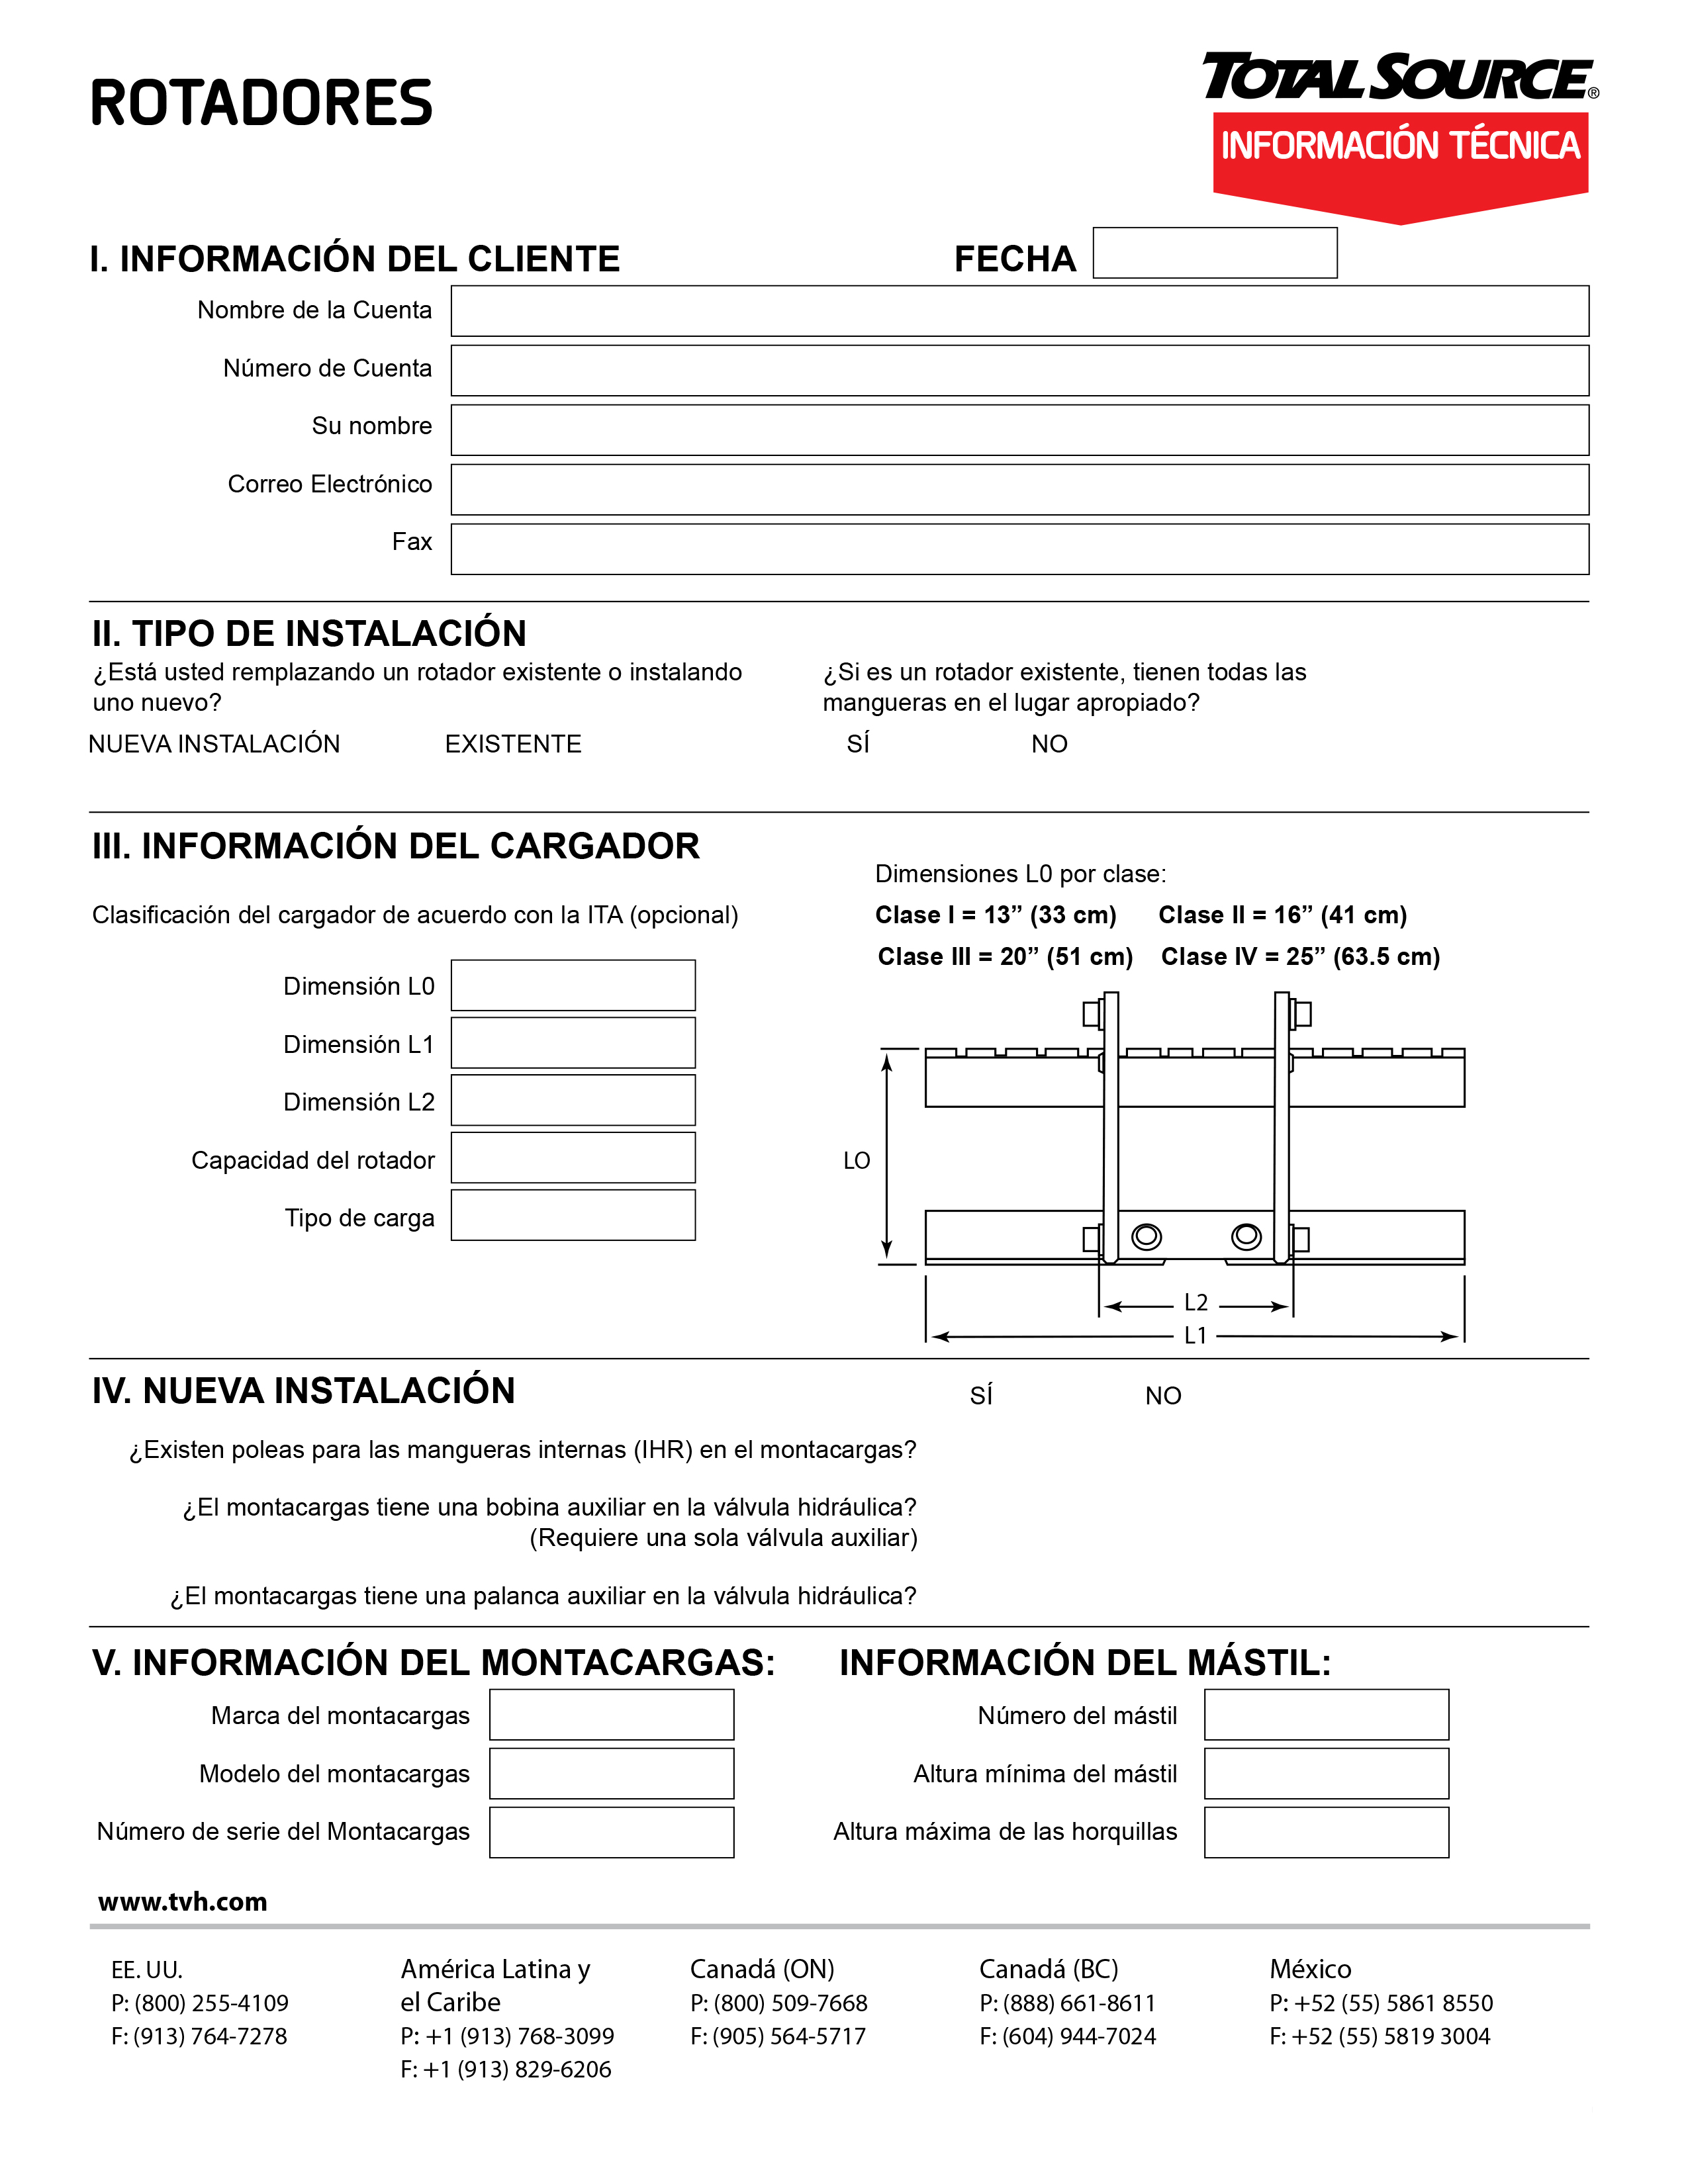 ROTADORES
TOTALSOURCE®
INFORMACIÓN TÉCNICA
I. INFORMACIÓN DEL CLIENTE
FECHA
Nombre de la Cuenta
Número de Cuenta
Su nombre
Correo Electrónico
Fax
II. TIPO DE INSTALACIÓN
¿Está usted remplazando un rotador existente o instalando
uno nuevo?
NUEVA INSTALACIÓN
EXISTENTE
¿Si es un rotador existente, tienen todas las
mangueras en el lugar apropiado?
SÍ
NO
III. INFORMACIÓN DEL CARGADOR
Clasificación del cargador de acuerdo con la ITA (opcional)
Dimensión L0
Dimensión L1
Dimensión L2
Capacidad del rotador
Tipo de carga
Dimensiones L0 por clase:
Clase I = 13” (33 cm) Clase II = 16” (41 cm)
Clase III = 20” (51 cm) Clase IV = 25” (63.5 cm)
LO
L2
L1
IV. NUEVA INSTALACIÓN
SÍ
NO
¿Existen poleas para las mangueras internas (IHR) en el montacargas?
¿El montacargas tiene una bobina auxiliar en la válvula hidráulica?
(Requiere una sola válvula auxiliar)
¿El montacargas tiene una palanca auxiliar en la válvula hidráulica?
V. INFORMACIÓN DEL MONTACARGAS:
Marca del montacargas
Modelo del montacargas
Número de serie del Montacargas
INFORMACIÓN DEL MÁSTIL:
Número del mástil
Altura mínima del mástil
Altura máxima de las horquillas
www.tvh.com
EE. UU.
P: (800) 255-4109
F: (913) 764-7278
América Latina y
el Caribe
P: +1 (913) 768-3099
F: +1 (913) 829-6206
Canadá (ON)
P: (800) 509-7668
F: (905) 564-5717
Canadá (BC)
P: (888) 661-8611
F: (604) 944-7024
México
P: +52 (55) 5861 8550
F: +52 (55) 5819 3004